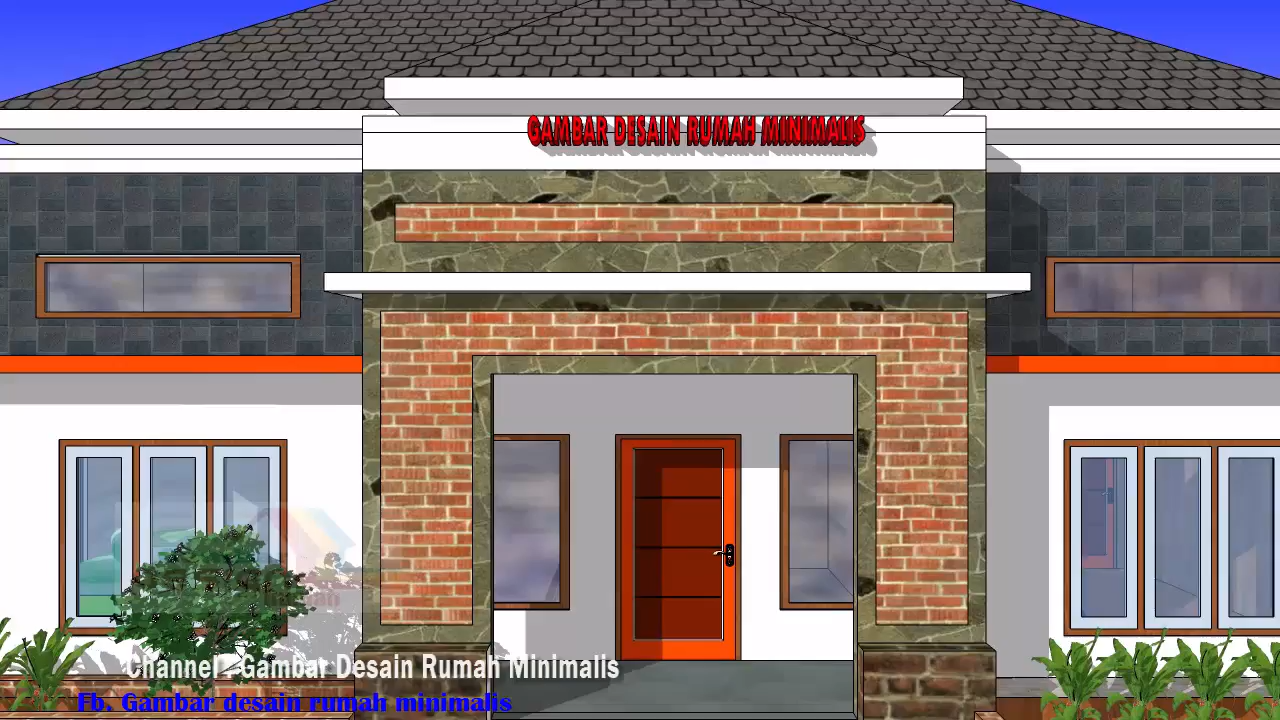 GAMBAR DESAIN RUMAH MINIMALIS
Channel : Gambar Desain Rumah Minimalis
Fb. Gambar desain rumah minimalis